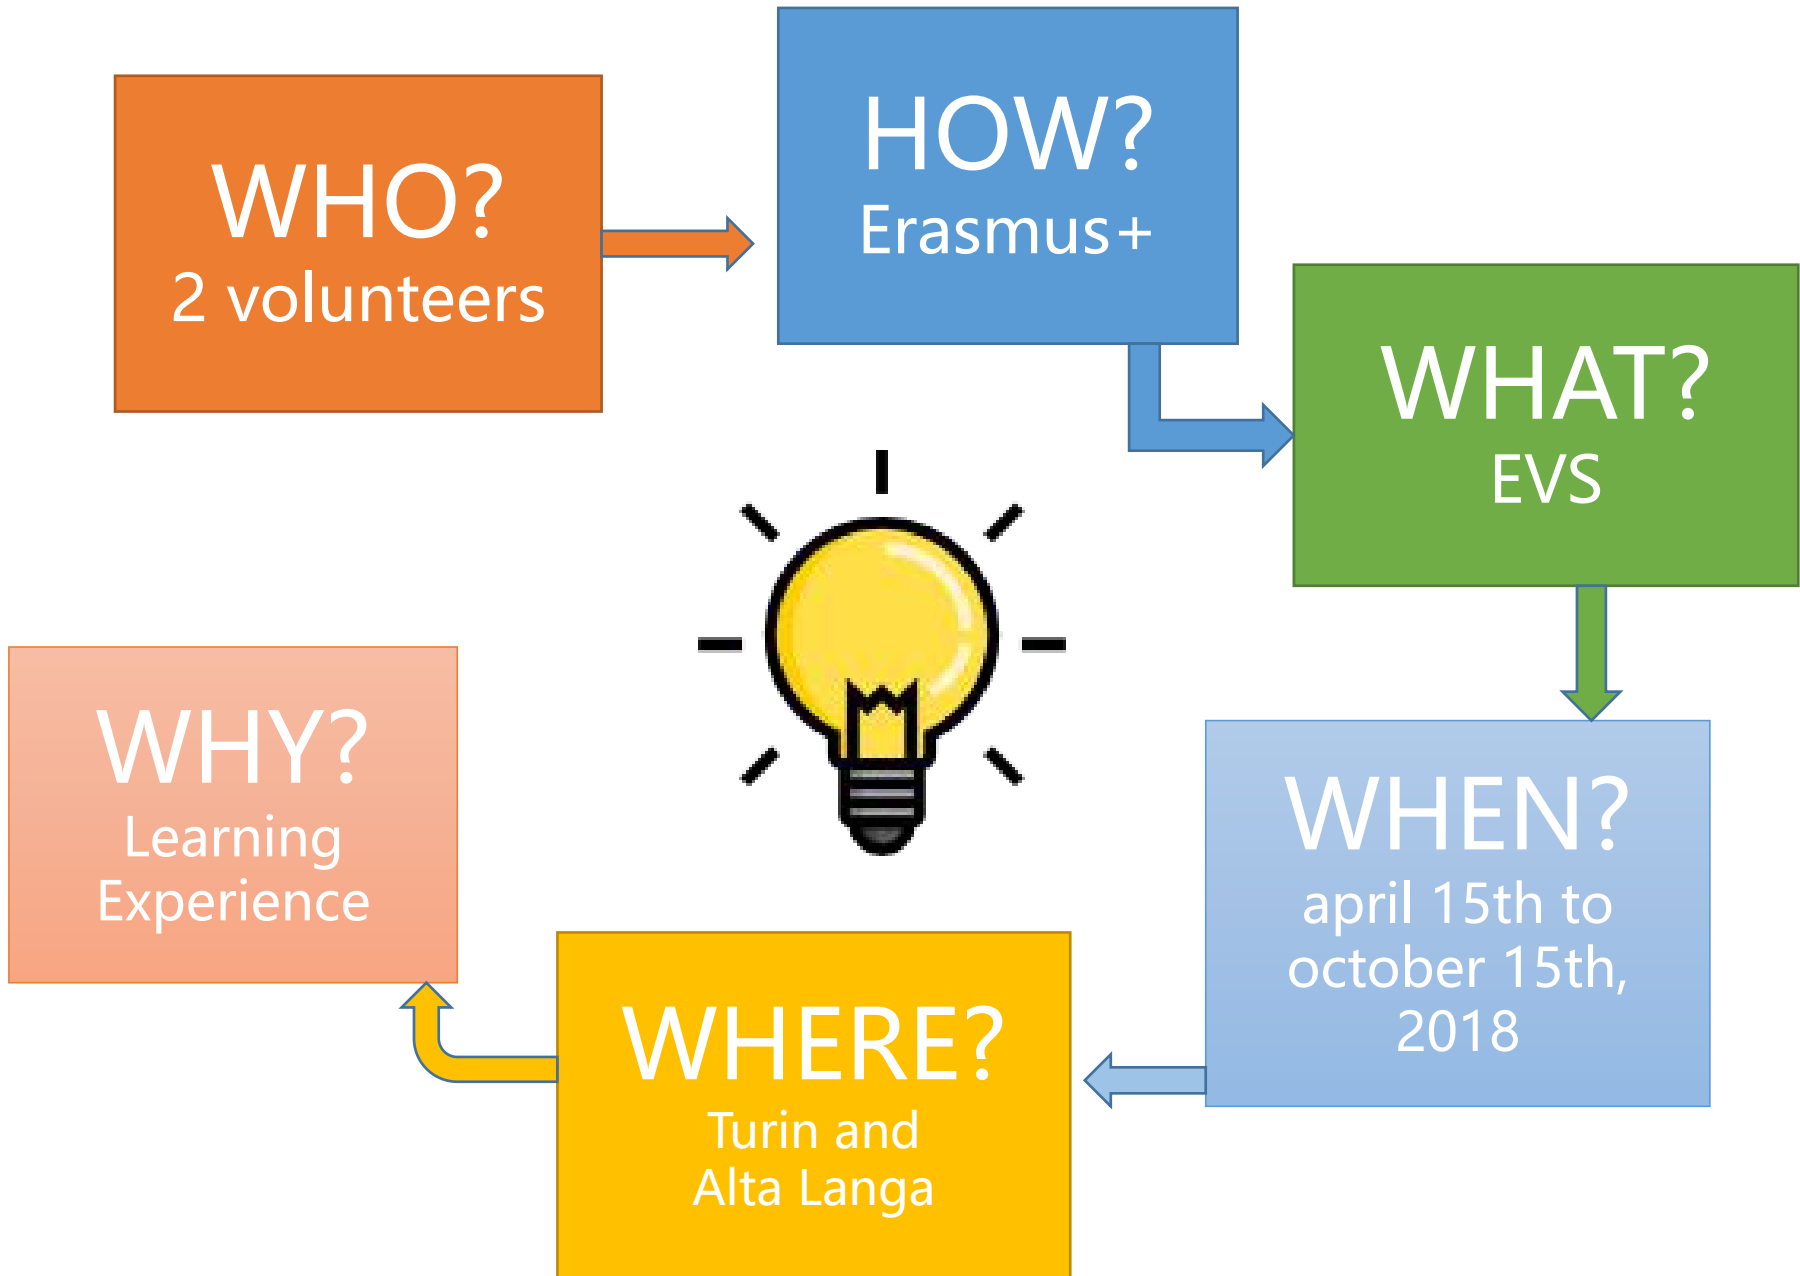 WHO?
2 volunteers
HOW?
Erasmus+
WHAT?
EVS
WHEN?
april 15th to
october 15th,
2018
WHERE?
Turin and
Alta Langa
WHY?
Learning
Experience